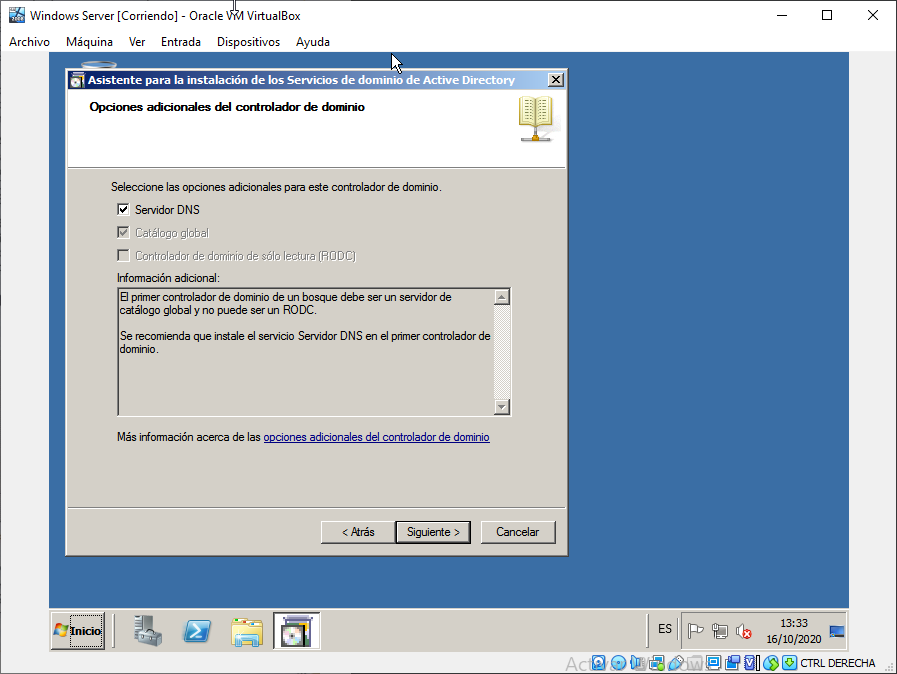 Windows Server [Corriendo] - Oracle VM VirtualBox
Archivo Máquina Ver Entrada Dispositivos Ayuda
Asistente para la instalación de los Servicios de dominio de Active Directory
Opciones adicionales del controlador de dominio
Seleccione las opciones adicionales para este controlador de dominio.
Servidor DNS
Catálogo global
Controlador de dominio de sólo lectura (RODC)
Información adicional:
El primer controlador de dominio de un bosque debe ser un servidor de
catálogo global y no puede ser un RODC.
Se recomienda que instale el servicio Servidor DNS en el primer controlador de
dominio.
Más información acerca de las opciones adicionales del controlador de dominio
< Atrás Siguiente > Cancelar
Inicio ES 13:33
16/10/2020
CTRL DERECHA